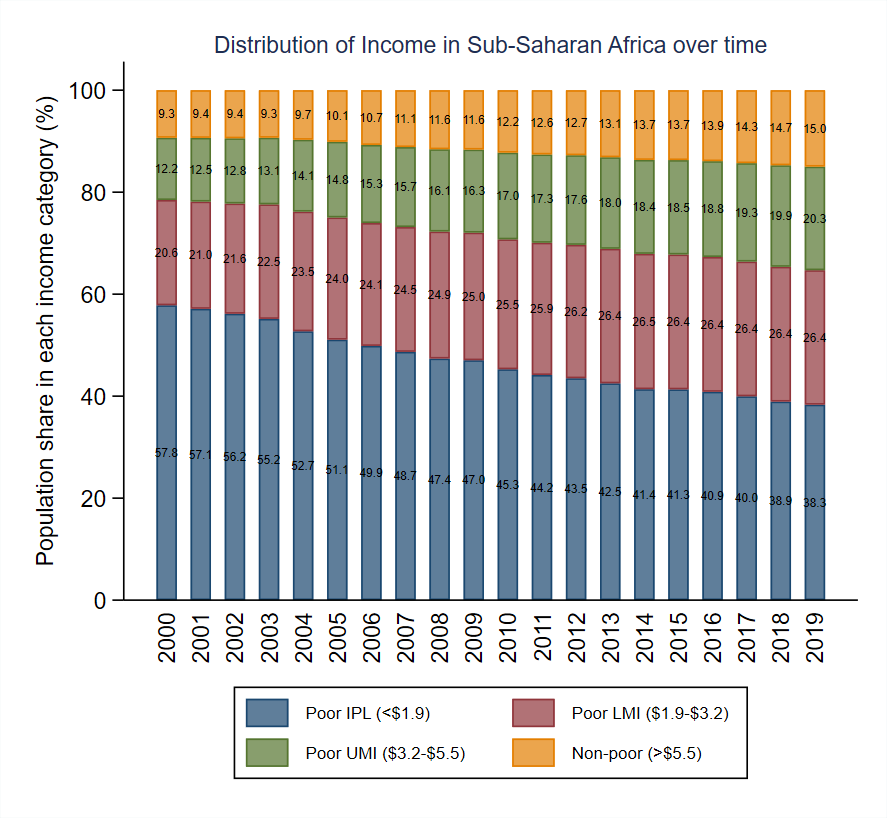 Distribution of Income in Sub-Saharan Africa over time
Population share in each income category (%)
100
80
60
40
20
0
9.3 9.4 9.4 9.3 9.7 10.1 10.7 11.1 11.6 11.6 12.2 12.6 12.7 13.1 13.7 13.7 13.9 14.3 14.7 15.0
12.2 12.5 12.8 13.1 14.1 14.8 15.3 15.7 16.1 16.3 17.0 17.3 17.6 18.0 18.4 18.5 18.8 19.3 19.9 20.3
20.6 21.0 21.6 22.5 23.5 24.0 24.1 24.5 24.9 25.0 25.5 25.9 26.2 26.4 26.5 26.4 26.4 26.4 26.4 26.4
57.8 57.1 56.2 55.2 52.7 51.1 49.9 48.7 47.4 47.0 45.3 44.2 43.5 42.5 41.4 41.3 40.9 40.0 38.9 38.3
2000 2001 2002 2003 2004 2005 2006 2007 2008 2009 2010 2011 2012 2013 2014 2015 2016 2017 2018 2019
Poor IPL (<$1.9) Poor LMI ($1.9-$3.2)
Poor UMI ($3.2-$5.5) Non-poor (>$5.5)